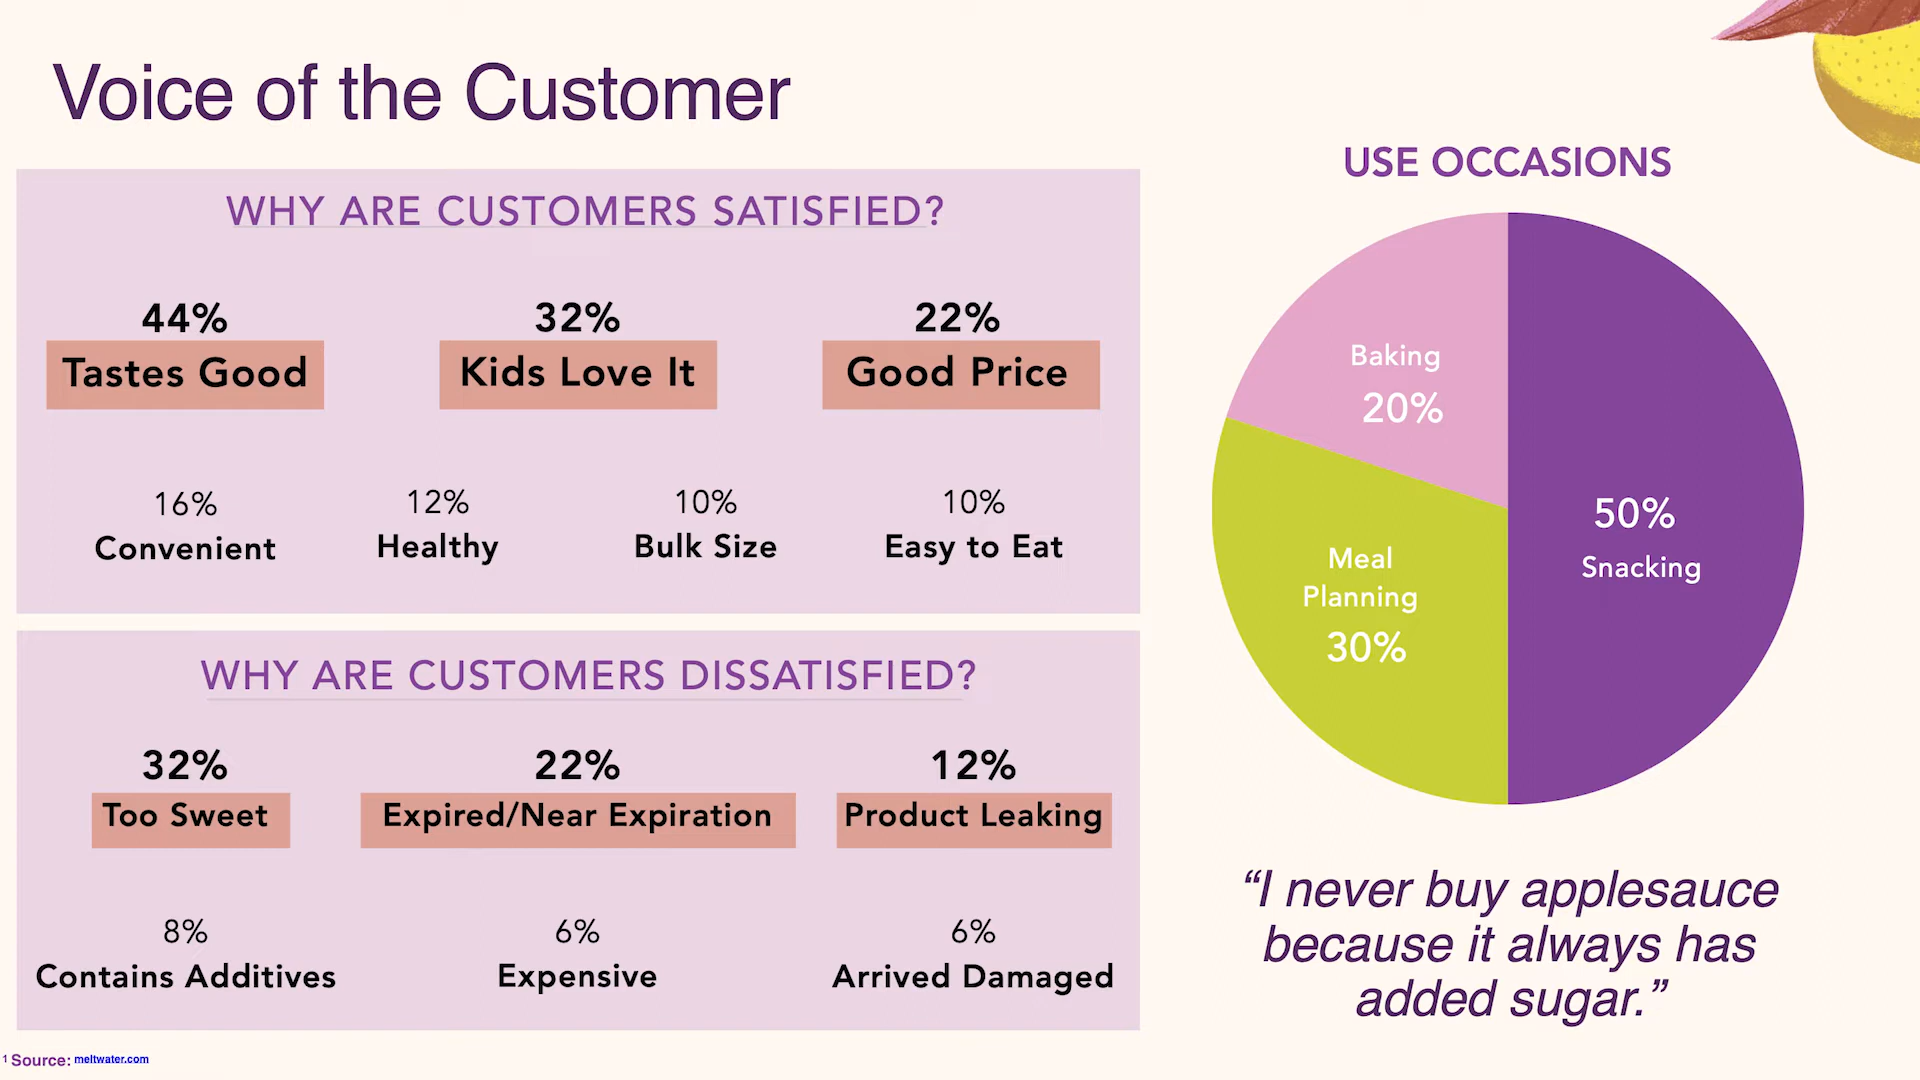 Voice of the Customer
WHY ARE CUSTOMERS SATISFIED?
44%
Tastes Good
32%
Kids Love It
22%
Good Price
16%
Convenient
12%
Healthy
10%
Bulk Size
10%
Easy to Eat
WHY ARE CUSTOMERS DISSATISFIED?
32%
Too Sweet
22%
Expired/Near Expiration
12%
Product Leaking
8%
Contains Additives
6%
Expensive
6%
Arrived Damaged
USE OCCASIONS
Baking
20%
50%
Snacking
Meal
Planning
30%
“I never buy applesauce
because it always has
added sugar.”
1 Source: meltwater.com